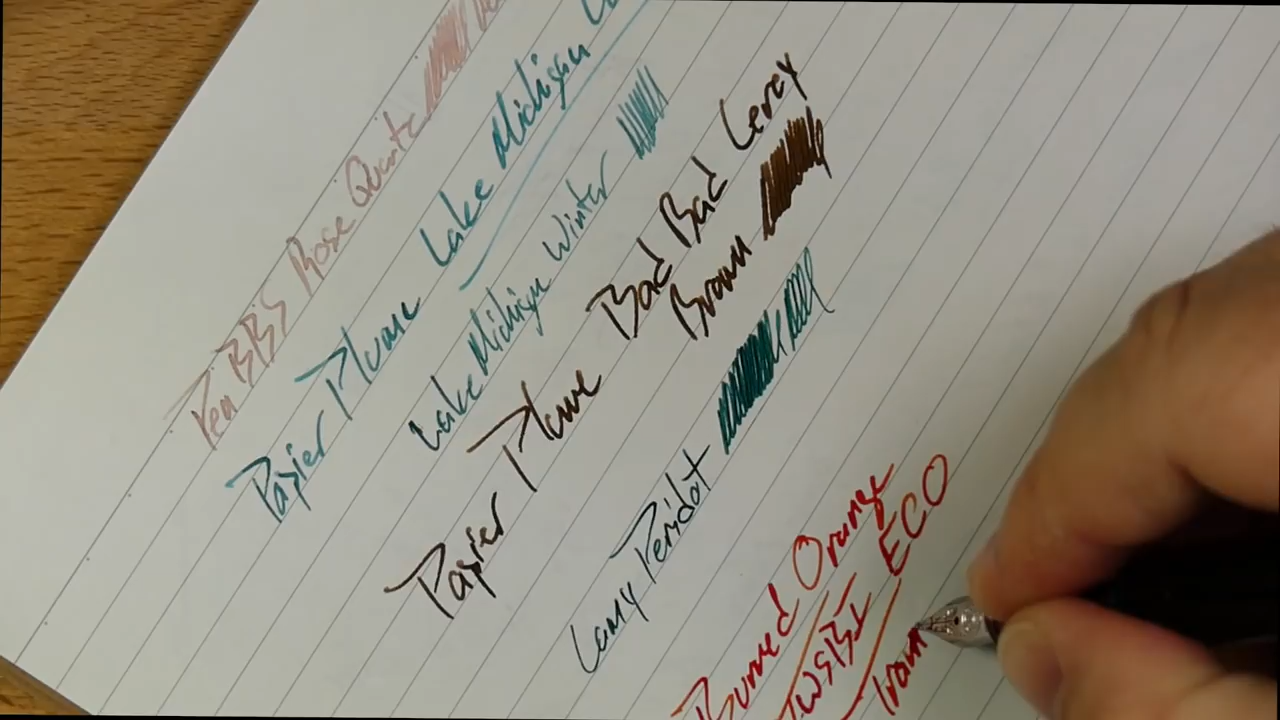 Pen BBS Rose Quartz
Papier Plume Lake Michigan
Lake Michigan Winter
Papier Plume Bad Bad Leroy
Brown
Lamy Peridot
Burned Orange
TWSBI ECO